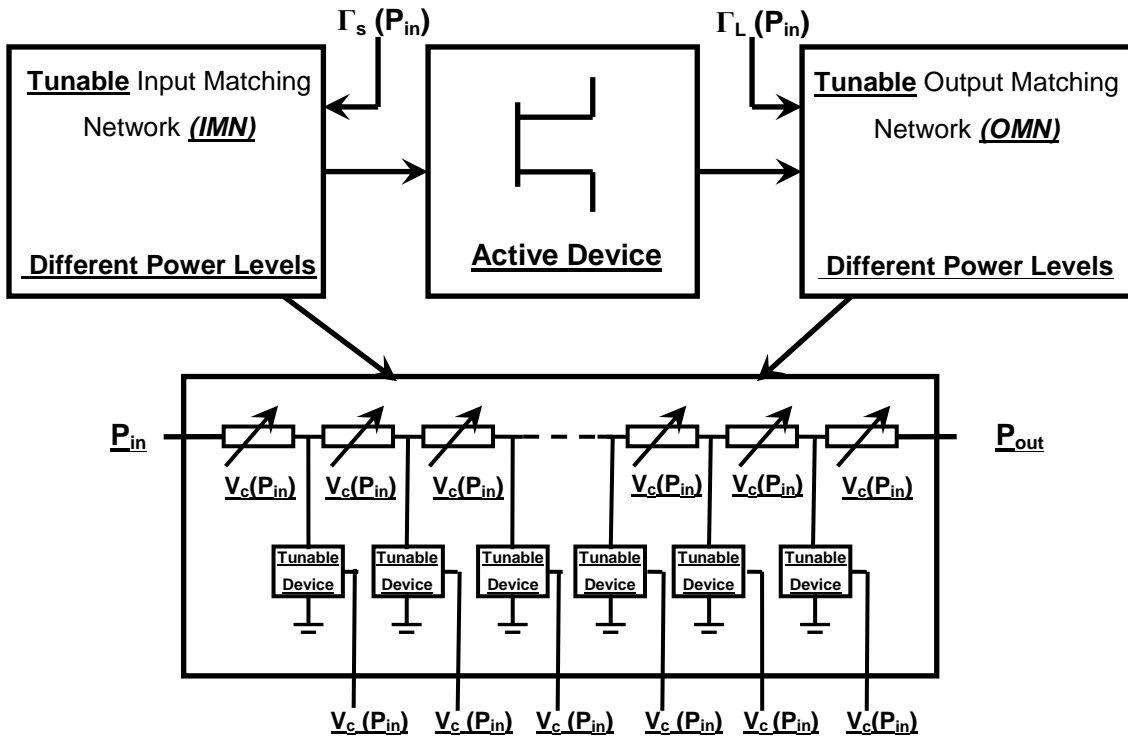 Γs (Pin)
ΓL (Pin)
Tunable Input Matching
Network (IMN)
Different Power Levels
Active Device
Tunable Output Matching
Network (OMN)
Different Power Levels
Pin
Pout
Vc(Pin)
Vc(Pin)
Vc(Pin)
Vc(Pin)
Vc(Pin)
Vc(Pin)
Tunable
Device
Tunable
Device
Tunable
Device
Tunable
Device
Tunable
Device
Tunable
Device
Vc (Pin)
Vc (Pin)
Vc (Pin)
Vc(Pin)
Vc (Pin)
Vc(Pin)